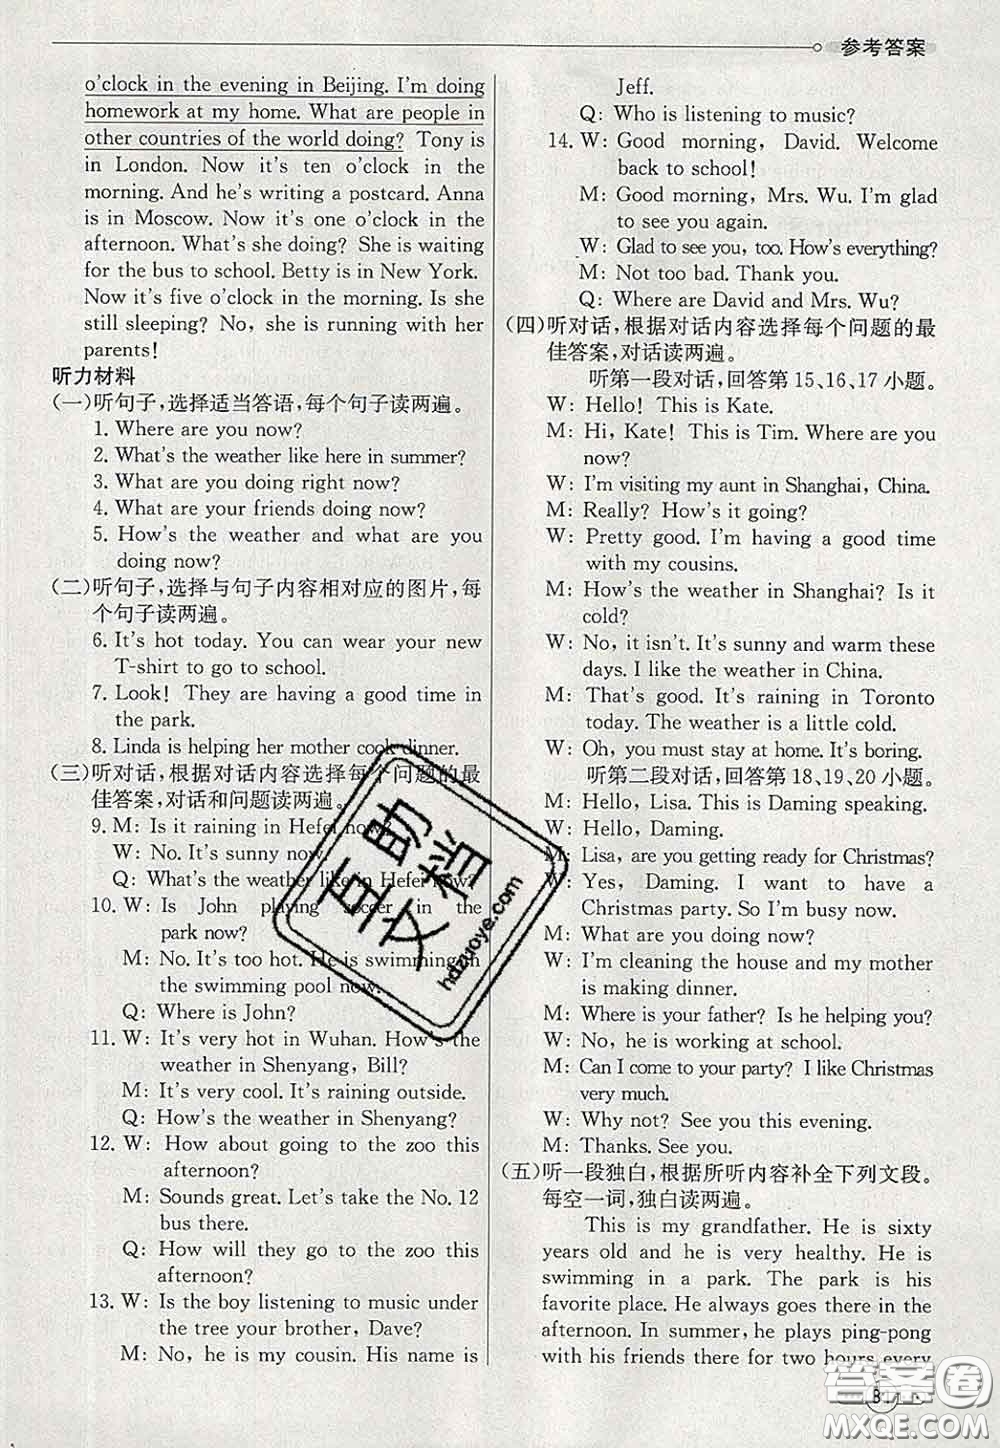 参考答案
o'clock in the evening in Beijing. I'm doing
homework at my home. What are people in
other countries of the world doing? Tony is
in London. Now it's ten o'clock in the
morning. And he's writing a postcard. Anna
is in Moscow. Now it's one o'clock in the
afternoon. What's she doing? She is waiting
for the bus to school. Betty is in New York.
Now it's five o'clock in the morning. Is she
still sleeping? No, she is running with her
parents!
听力材料
(一)听句子,选择适当答语,每个句子读两遍。
1. Where are you now?
2. What's the weather like here in summer?
3. What are you doing right now?
4. What are your friends doing now?
5. How's the weather and what are you
doing now?
(二)听句子,选择与句子内容相对应的图片,每
个句子读两遍。
6. It's hot today. You can wear your new
T-shirt to go to school.
7. Look! They are having a good time in
the park.
8. Linda is helping her mother cook dinner.
(三)听对话,根据对话内容选择每个问题的最
佳答案,对话和问题读两遍。
9. M: Is it raining in Hefei now?
W: No. It's sunny now.
Q: What's the weather like in Hefei now?
10. W: Is John playing soccer in the
park now?
M: No. It's too hot. He is swimming in
the swimming pool now.
Q: Where is John?
11. W: It's very hot in Wuhan. How's the
weather in Shenyang, Bill?
M: It's very cool. It's raining outside.
Q: How's the weather in Shenyang?
12. W: How about going to the zoo this
afternoon?
M: Sounds great. Let's take the No. 12
bus there.
Q: How will they go to the zoo this
afternoon?
13. W: Is the boy listening to music under
the tree your brother, Dave?
M: No, he is my cousin. His name is
Jeff.
Q: Who is listening to music?
14. W: Good morning, David. Welcome
back to school!
M: Good morning, Mrs. Wu. I'm glad
to see you again.
W: Glad to see you, too. How's everything?
M: Not too bad. Thank you.
Q: Where are David and Mrs. Wu?
(四)听对话,根据对话内容选择每个问题的最
佳答案,对话读两遍。
听第一段对话,回答第 15、16、17 小题。
W: Hello! This is Kate.
M: Hi, Kate! This is Tim. Where are you
now?
W: I'm visiting my aunt in Shanghai, China.
M: Really? How's it going?
W: Pretty good. I'm having a good time
with my cousins.
M: How's the weather in Shanghai? Is it
cold?
W: No, it isn't. It's sunny and warm these
days. I like the weather in China.
M: That's good. It's raining in Toronto
today. The weather is a little cold.
W: Oh, you must stay at home. It's boring.
听第二段对话,回答第 18、19、20 小题。
M: Hello, Lisa. This is Daming speaking.
W: Hello, Daming.
M: Lisa, are you getting ready for Christmas?
W: Yes, Daming. I want to have a
Christmas party. So I'm busy now.
M: What are you doing now?
W: I'm cleaning the house and my mother
is making dinner.
M: Where is your father? Is he helping you?
W: No, he is working at school.
M: Can I come to your party? I like Christmas
very much.
W: Why not? See you this evening.
M: Thanks. See you.
(五)听一段独白,根据所听内容补全下列文段。
每空一词,独白读两遍。
This is my grandfather. He is sixty
years old and he is very healthy. He is
swimming in a park. The park is his
favorite place. He always goes there in the
afternoon. In summer, he plays ping-pong
with his friends there for two hours every
互助文档
hdzuoye.com
答案圈
MXQE.COM